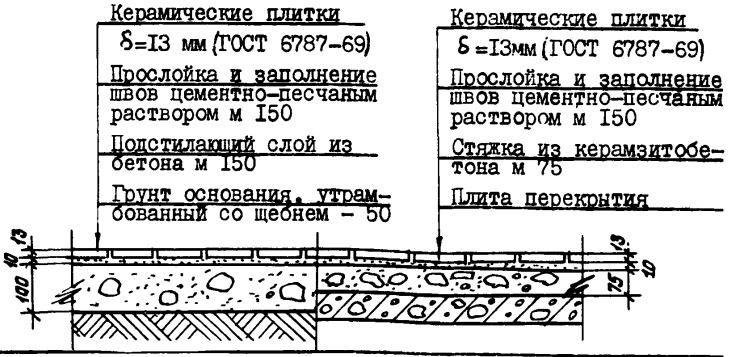 Керамические плитки
δ=13 мм (ГОСТ 6787-69)
Прослойка и заполнение
швов цементно-песчаным
раствором м 150
Подстилающий слой из
бетона м 150
Грунт основания, утрам-
бованный со щебнем - 50
Керамические плитки
δ=13мм (ГОСТ 6787-69)
Прослойка и заполнение
швов цементно-песчаным
раствором м 150
Стяжка из керамзитобе-
тона м 75
Плита перекрытия
13
10
100
13
10
75